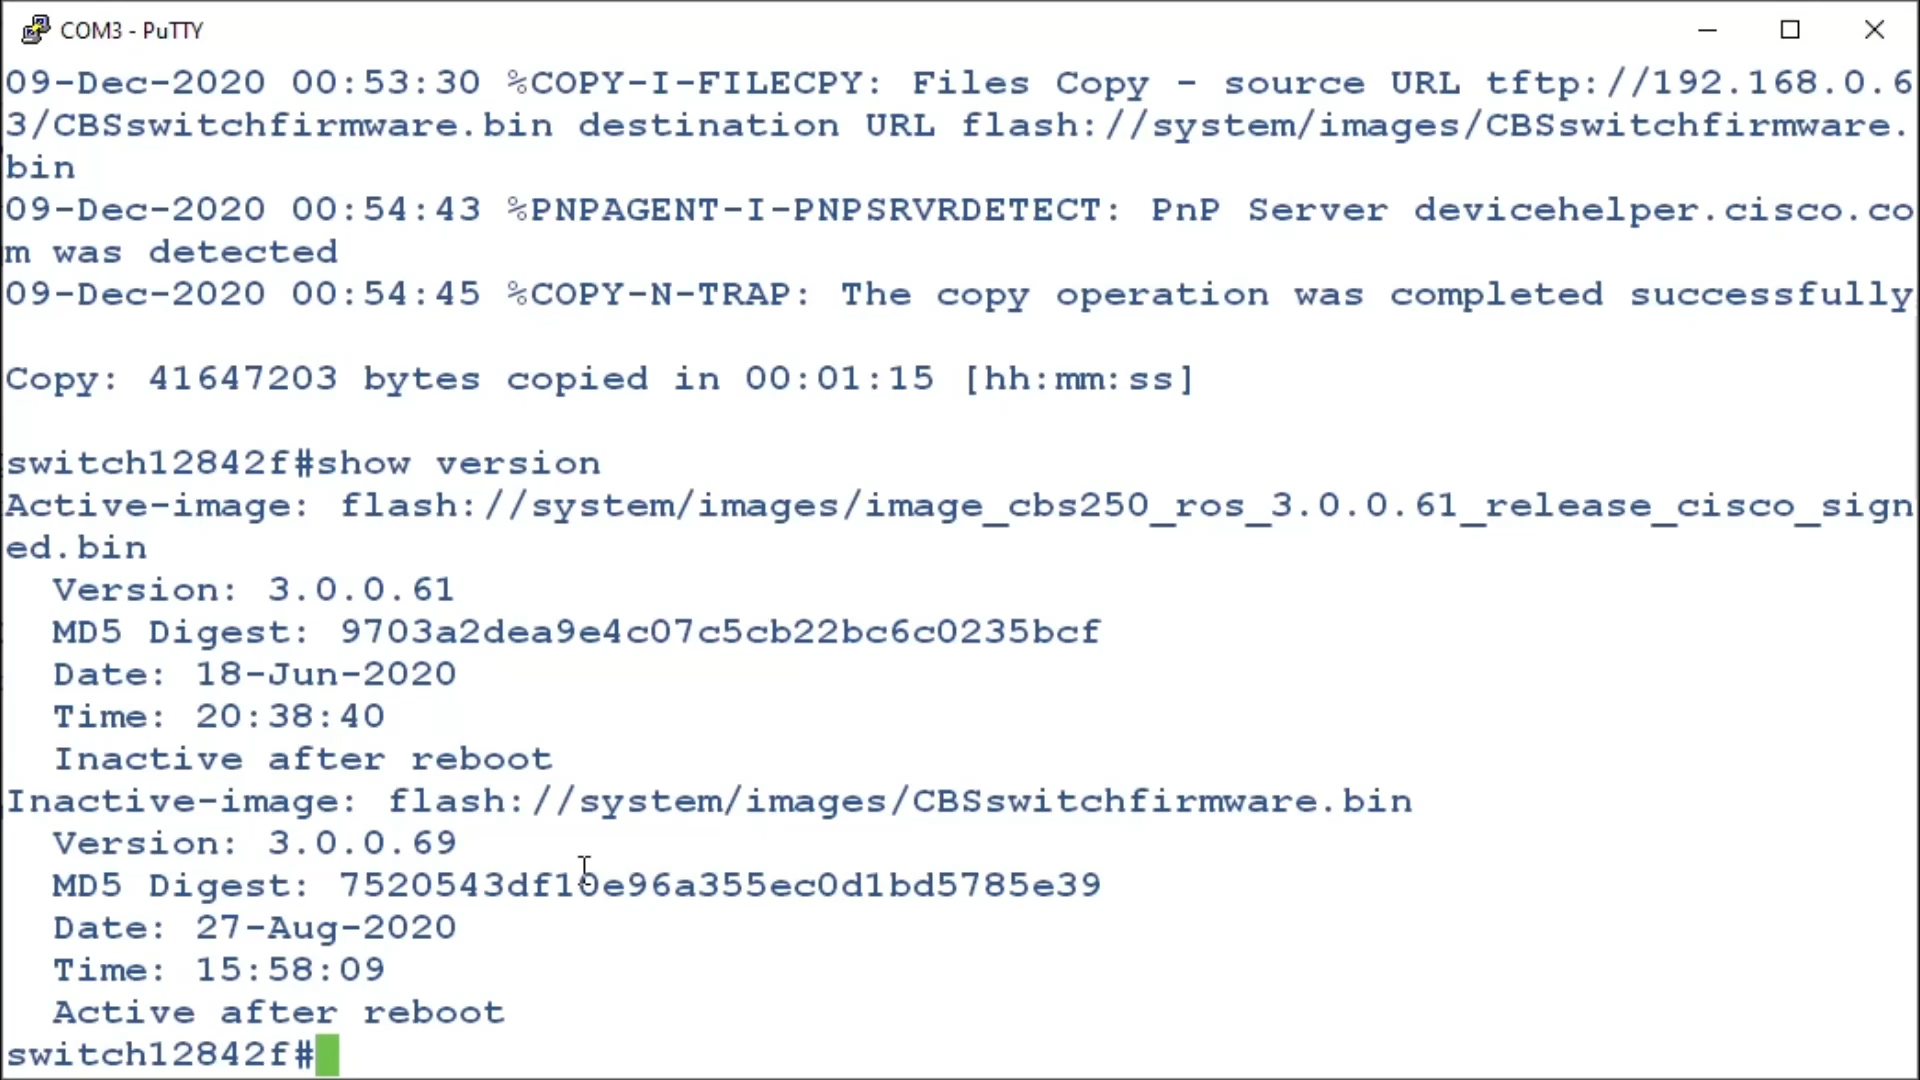 COM3 - PuTTY
09-Dec-2020 00:53:30 %COPY-I-FILECPY: Files Copy - source URL tftp://192.168.0.6
3/CBSswitchfirmware.bin destination URL flash://system/images/CBSswitchfirmware.
bin
09-Dec-2020 00:54:43 %PNPAGENT-I-PNPSRVRDETECT: PnP Server devicehelper.cisco.co
m was detected
09-Dec-2020 00:54:45 %COPY-N-TRAP: The copy operation was completed successfully
Copy: 41647203 bytes copied in 00:01:15 [hh:mm:ss]
switch12842f#show version
Active-image: flash://system/images/image_cbs250_ros_3.0.0.61_release_cisco_sign
ed.bin
  Version: 3.0.0.61
  MD5 Digest: 9703a2dea9e4c07c5cb22bc6c0235bcf
  Date: 18-Jun-2020
  Time: 20:38:40
  Inactive after reboot
Inactive-image: flash://system/images/CBSswitchfirmware.bin
  Version: 3.0.0.69
  MD5 Digest: 7520543df10e96a355ec0d1bd5785e39
  Date: 27-Aug-2020
  Time: 15:58:09
  Active after reboot
switch12842f#